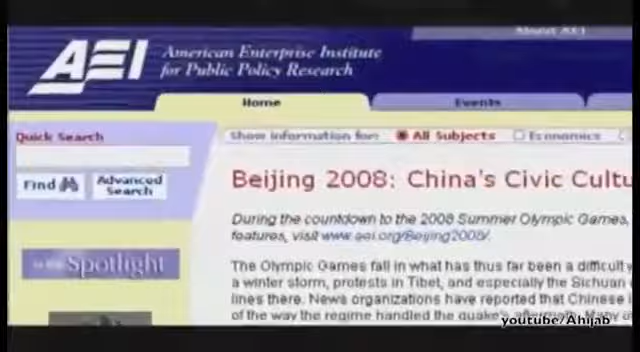 About AEI
AEI American Enterprise Institute
for Public Policy Research
Home Events
Quick Search
Show information for: All Subjects Economics
Find Advanced Search
Beijing 2008: China's Civic Cultu
During the countdown to the 2008 Summer Olympic Games,
features, visit www.aei.org/Beijing2008/.
in the Spotlight
The Olympic Games fall in what has thus far been a difficult y
a winter storm, protests in Tibet, and especially the Sichuan
lines there. News organizations have reported that Chinese
of the way the regime handled the quake's aftermath. Many
youtube/Ahijab